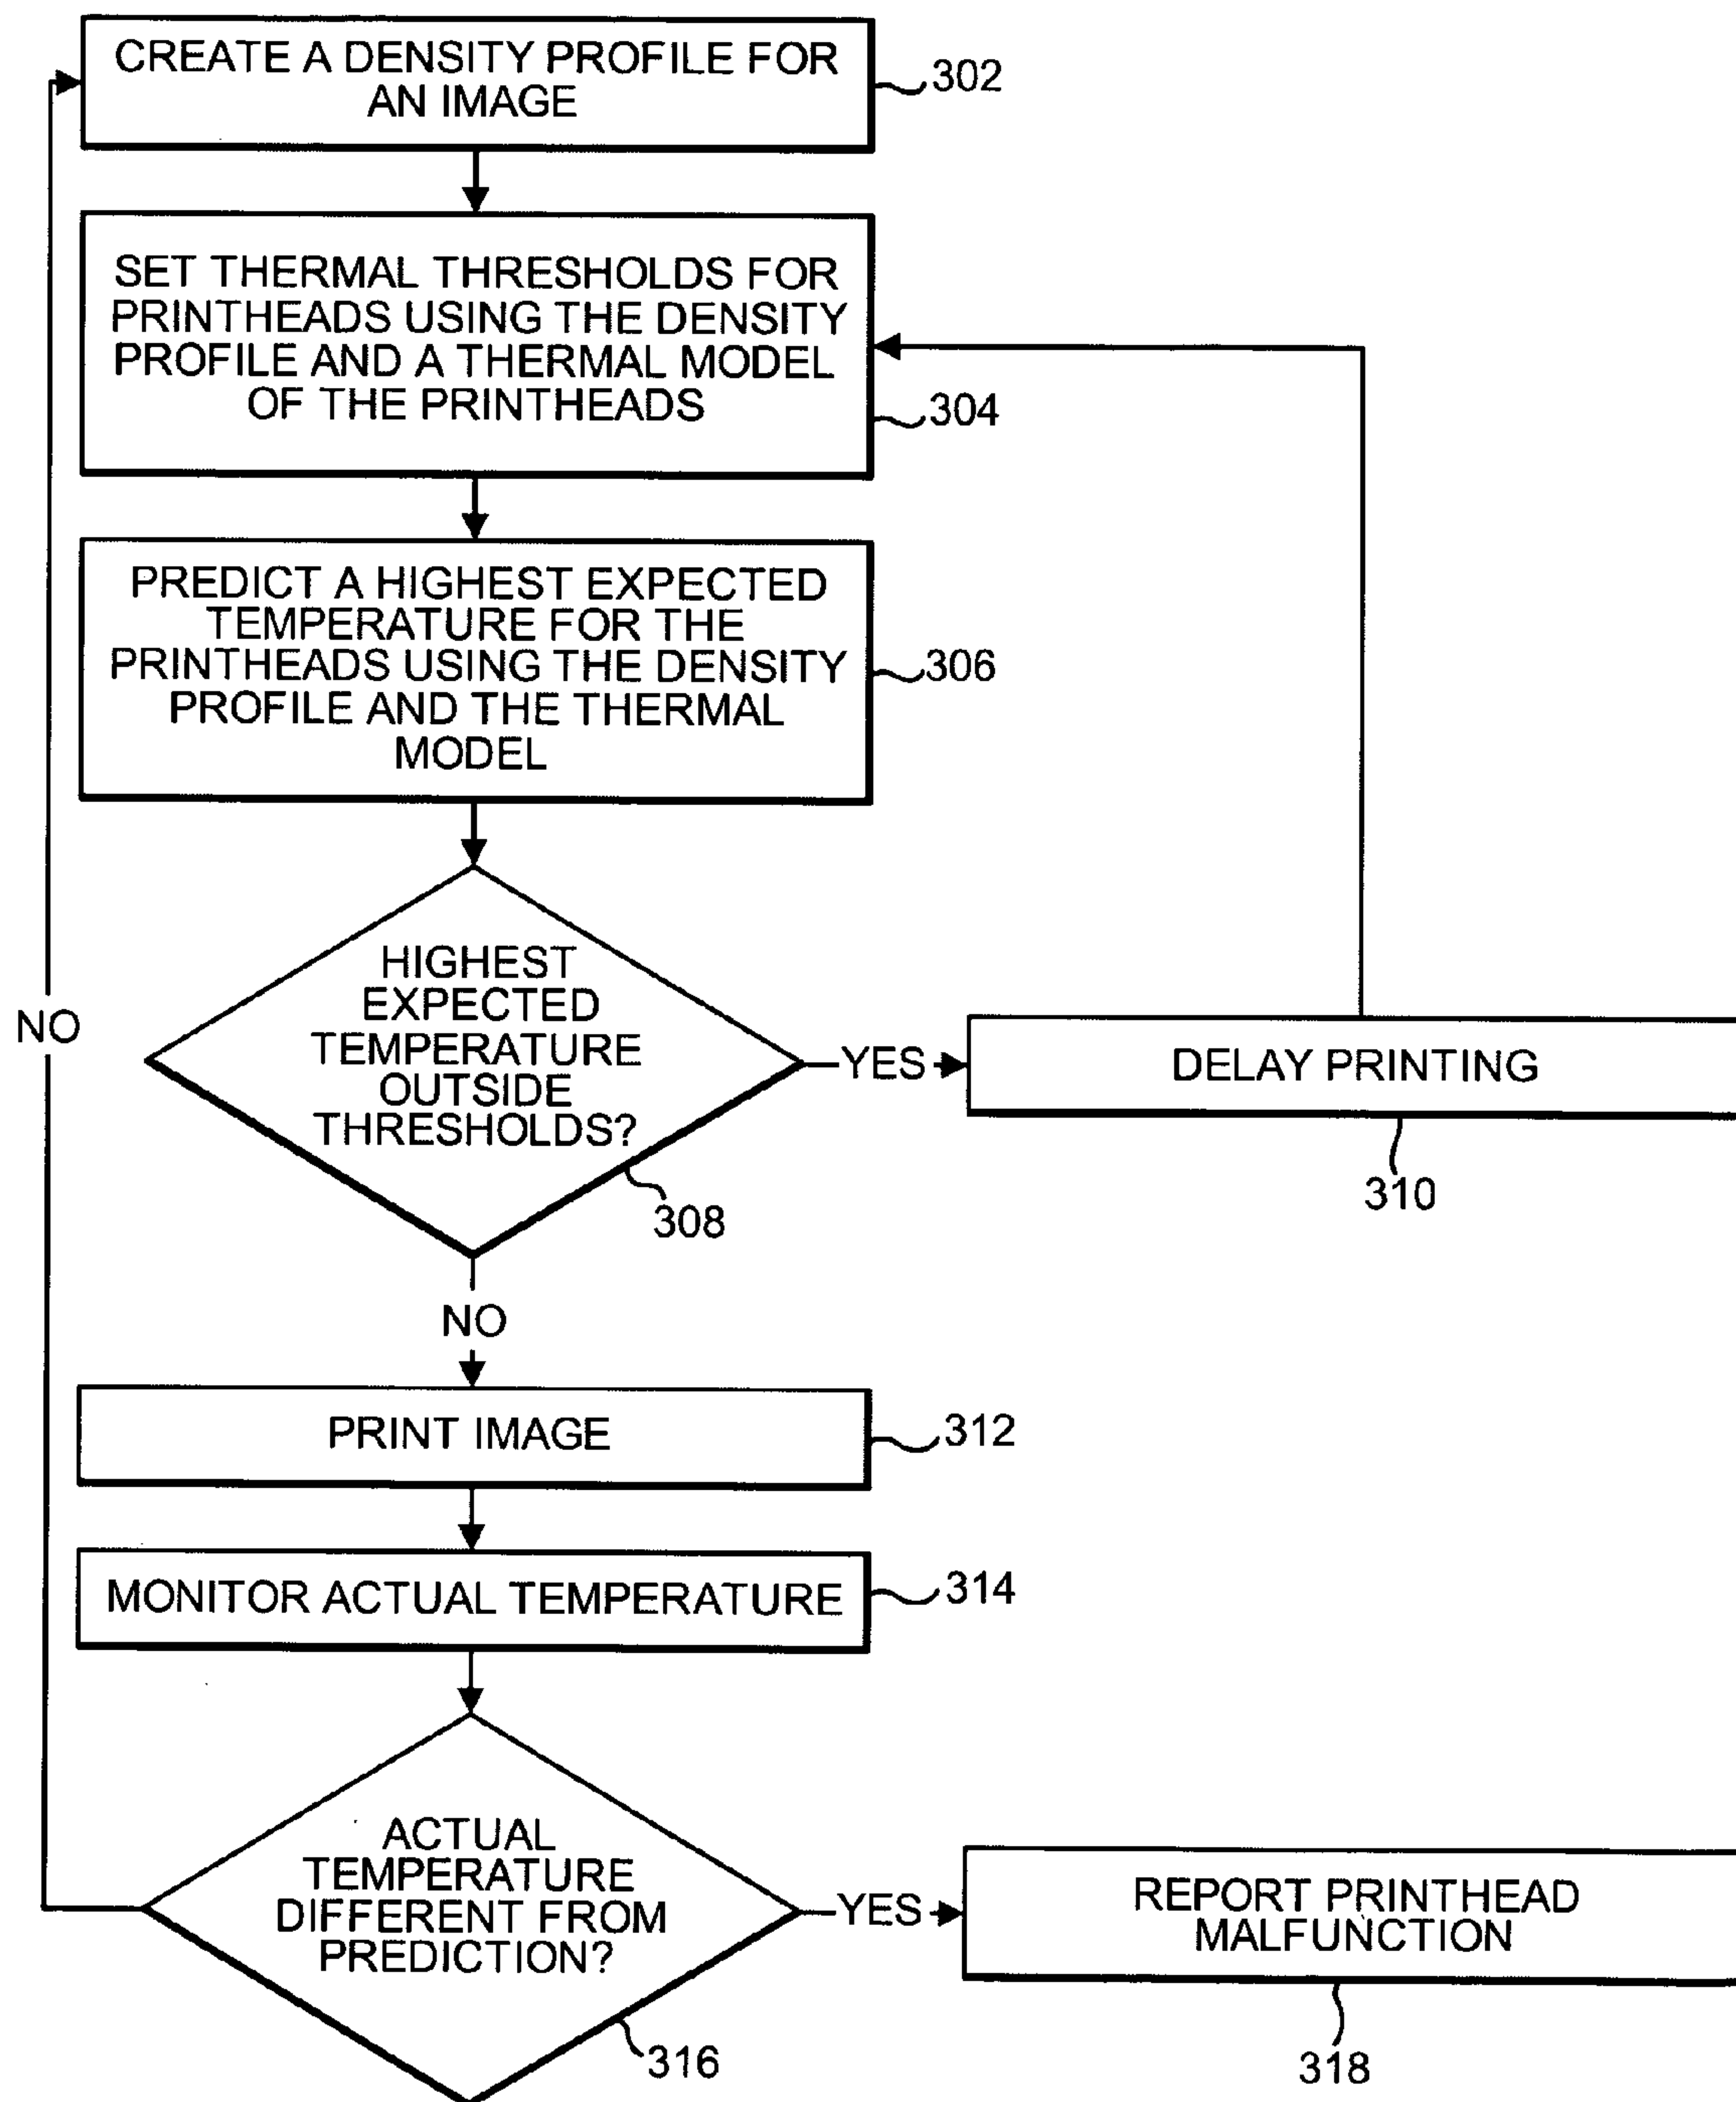 CREATE A DENSITY PROFILE FOR
AN IMAGE
302
SET THERMAL THRESHOLDS FOR
PRINTHEADS USING THE DENSITY
PROFILE AND A THERMAL MODEL
OF THE PRINTHEADS
304
PREDICT A HIGHEST EXPECTED
TEMPERATURE FOR THE
PRINTHEADS USING THE DENSITY
PROFILE AND THE THERMAL
MODEL
306
HIGHEST
EXPECTED
TEMPERATURE
OUTSIDE
THRESHOLDS?
308
YES
DELAY PRINTING
310
NO
NO
PRINT IMAGE
312
MONITOR ACTUAL TEMPERATURE
314
ACTUAL
TEMPERATURE
DIFFERENT FROM
PREDICTION?
316
YES
REPORT PRINTHEAD
MALFUNCTION
318